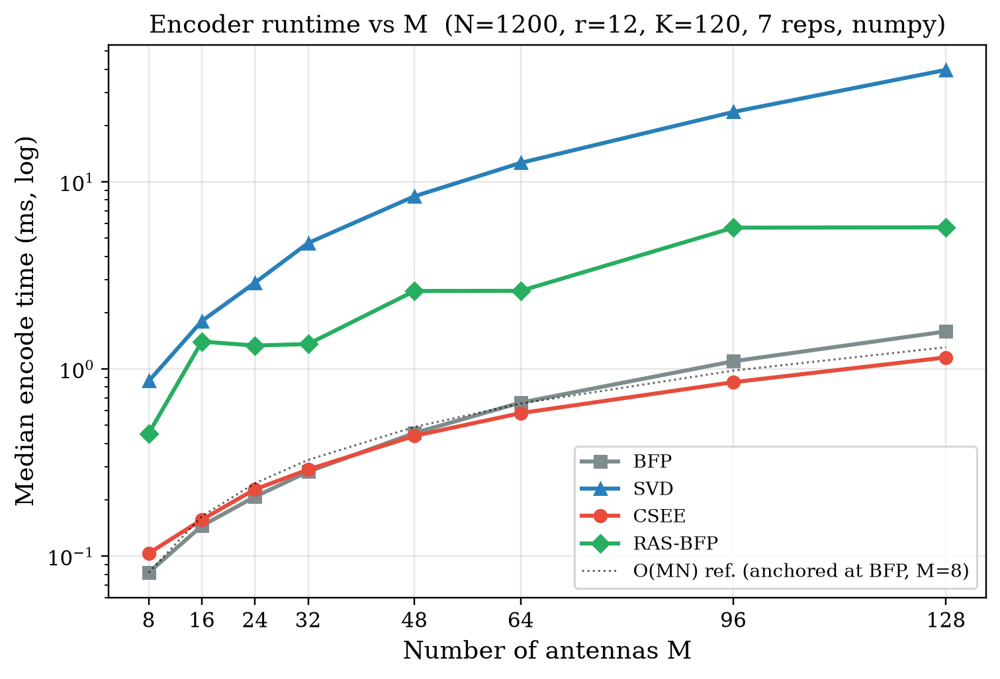 Encoder runtime vs M (N=1200, r=12, K=120, 7 reps, numpy)
Median encode time (ms, log)
10¹
10⁰
10⁻¹
BFP
SVD
CSEE
RAS-BFP
O(MN) ref. (anchored at BFP, M=8)
8 16 24 32 48 64 96 128
Number of antennas M